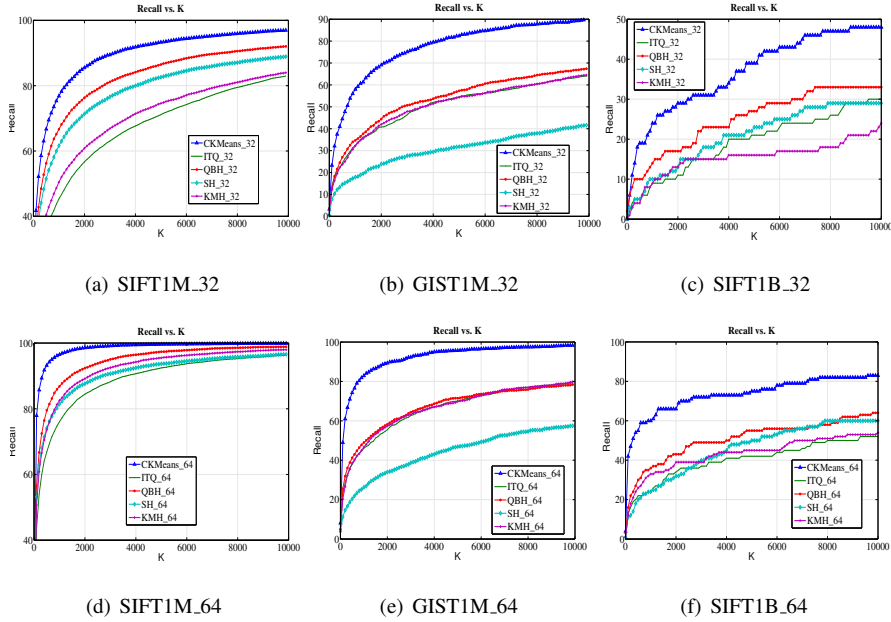 Recall vs. K
100
80
60
40
Recall
0
2000
4000
6000
8000
10000
K
CKMeans_32
ITQ_32
QBH_32
SH_32
KMH_32
(a) SIFT1M_32
Recall vs. K
90
80
70
60
50
40
30
20
10
0
Recall
0
2000
4000
6000
8000
10000
K
CKMeans_32
ITQ_32
QBH_32
SH_32
KMH_32
(b) GIST1M_32
Recall vs. K
50
40
30
20
10
0
Recall
0
2000
4000
6000
8000
10000
K
CKMeans_32
ITQ_32
QBH_32
SH_32
KMH_32
(c) SIFT1B_32
Recall vs. K
100
80
60
40
Recall
0
2000
4000
6000
8000
10000
K
CKMeans_64
ITQ_64
QBH_64
SH_64
KMH_64
(d) SIFT1M_64
Recall vs. K
100
80
60
40
20
0
Recall
0
2000
4000
6000
8000
10000
K
CKMeans_64
ITQ_64
QBH_64
SH_64
KMH_64
(e) GIST1M_64
Recall vs. K
100
80
60
40
20
0
Recall
0
2000
4000
6000
8000
10000
K
CKMeans_64
ITQ_64
QBH_64
SH_64
KMH_64
(f) SIFT1B_64